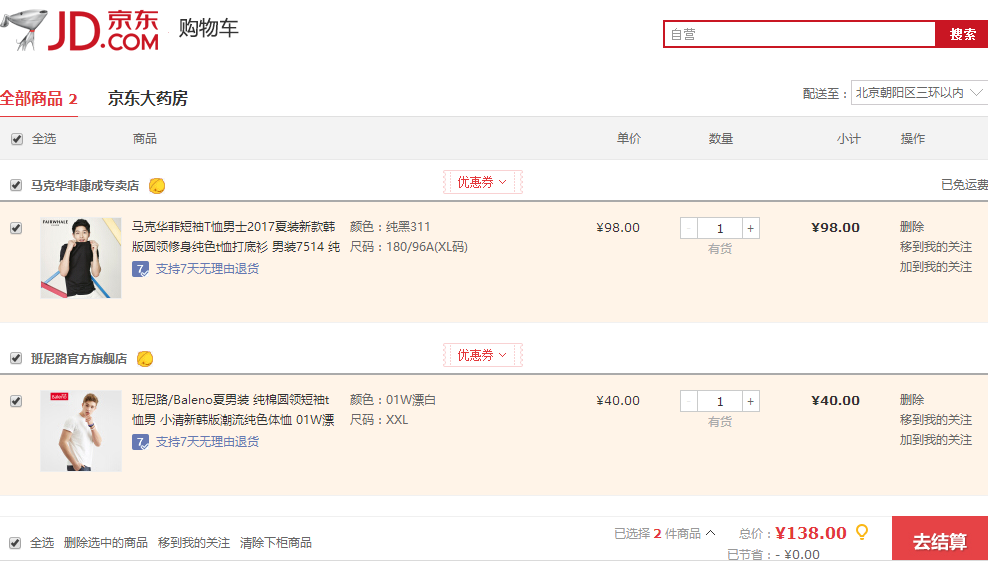 JD.COM 京东 购物车
自营 搜索
全部商品 2 京东大药房 配送至： 北京朝阳区三环以内
全选 商品 单价 数量 小计 操作
马克华菲康成专卖店 优惠券 已免运费
FAIRWHALE
马克华菲短袖T恤男士2017夏装新款韩 颜色：纯黑311 ¥98.00 - 1 + ¥98.00 删除
版圆领修身纯色t恤打底衫 男装7514 纯 尺码：180/96A(XL码) 有货 移到我的关注
7 支持7天无理由退货 加到我的关注
班尼路官方旗舰店 优惠券
Baleno
班尼路/Baleno夏男装 纯棉圆领短袖t 颜色：01W漂白 ¥40.00 - 1 + ¥40.00 删除
恤男 小清新韩版潮流纯色体恤 01W漂 尺码：XXL 有货 移到我的关注
7 支持7天无理由退货 加到我的关注
全选 删除选中的商品 移到我的关注 清除下柜商品 已选择 2 件商品 总价：¥138.00 去结算
已节省：- ¥0.00